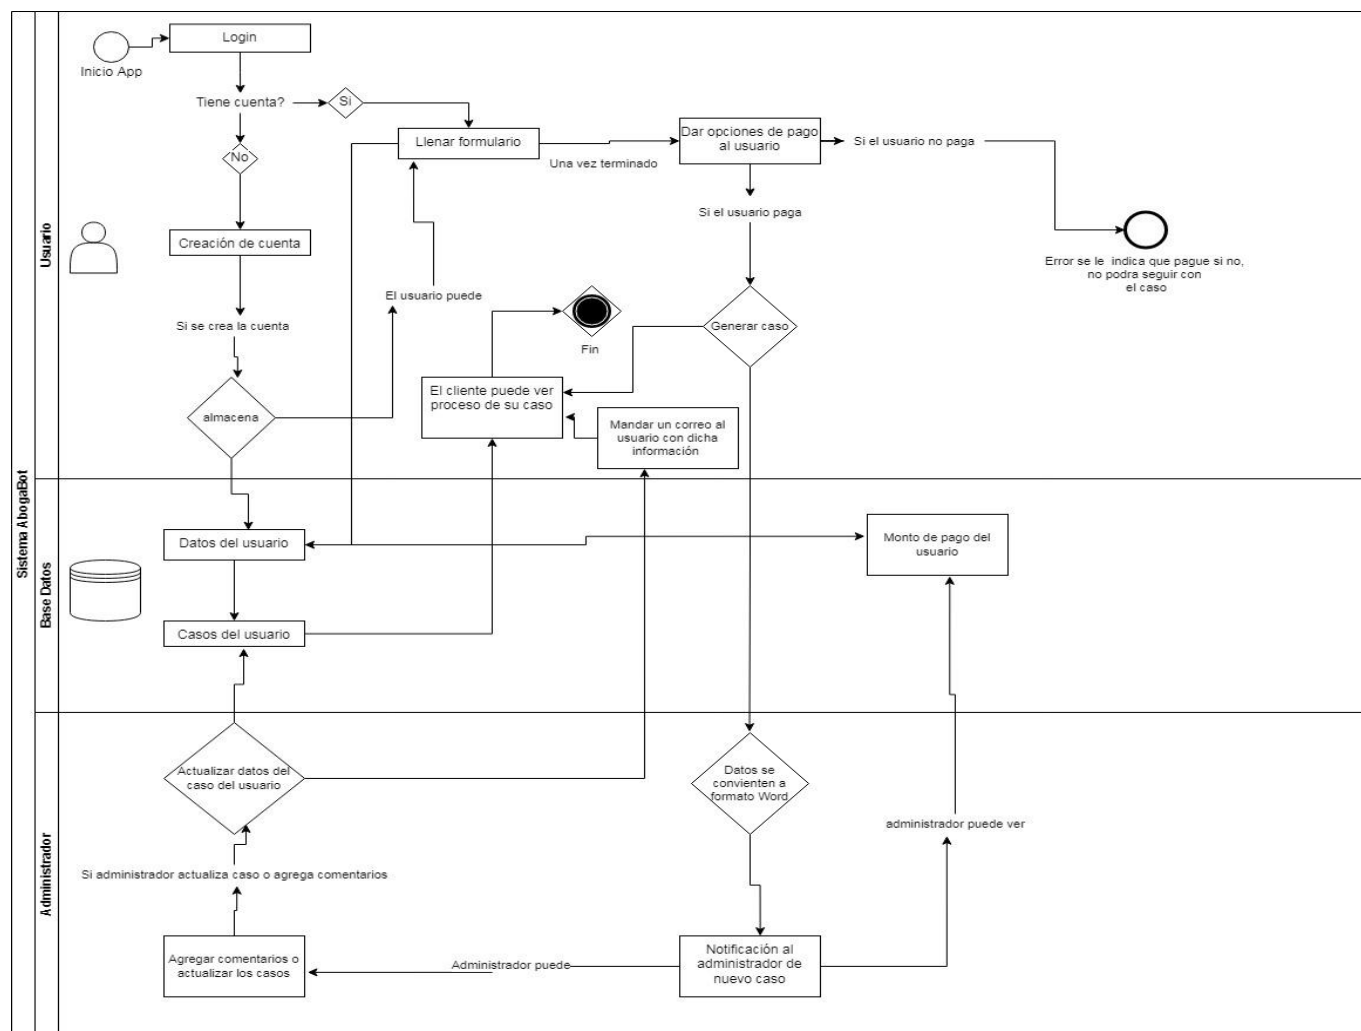 Sistema AbogaBot
Usuario
Base Datos
Administrador
Inicio App
Login
Tiene cuenta?
Si
No
Creación de cuenta
Si se crea la cuenta
almacena
Llenar formulario
Una vez terminado
Dar opciones de pago
al usuario
Si el usuario no paga
Si el usuario paga
Error se le indica que pague si no,
no podra seguir con
el caso
El usuario puede
Fin
Generar caso
El cliente puede ver
proceso de su caso
Mandar un correo al
usuario con dicha
información
Datos del usuario
Monto de pago del
usuario
Casos del usuario
Actualizar datos del
caso del usuario
Datos se
convienten a
formato Word
administrador puede ver
Si administrador actualiza caso o agrega comentarios
Agregar comentarios o
actualizar los casos
Administrador puede
Notificación al
administrador de
nuevo caso